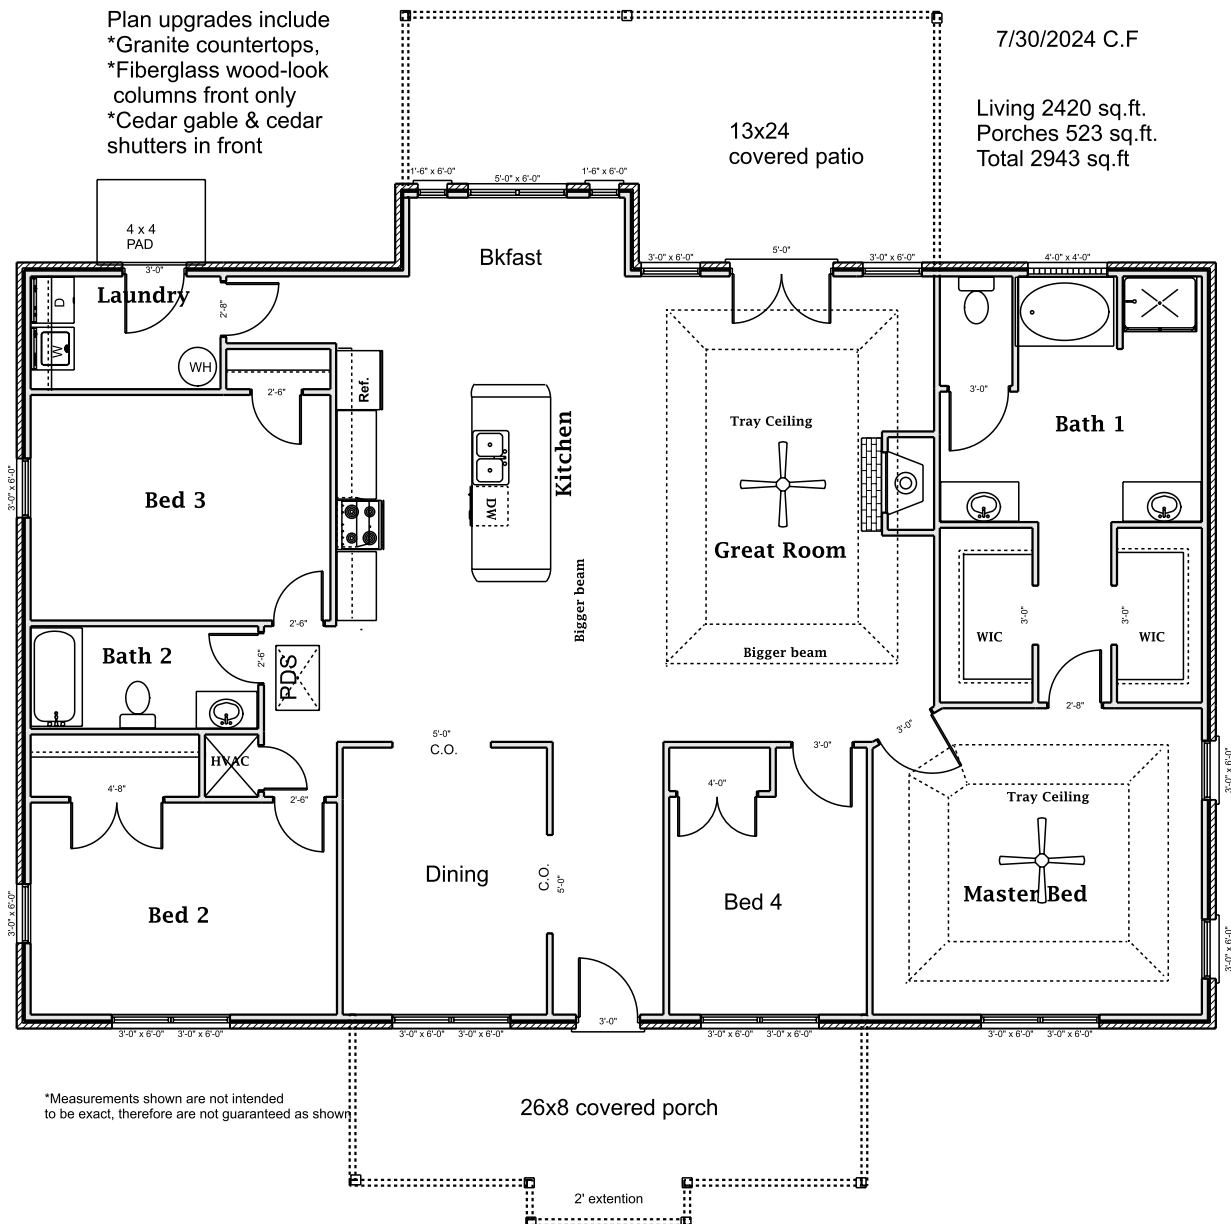 Plan upgrades include
*Granite countertops,
*Fiberglass wood-look
columns front only
*Cedar gable & cedar
shutters in front
7/30/2024 C.F
Living 2420 sq.ft.
Porches 523 sq.ft.
Total 2943 sq.ft
13x24
covered patio
1'-6" x 6'-0"
5'-0" x 6'-0"
1'-6" x 6'-0"
4 x 4
PAD
3'-0"
Bkfast
3'-0" x 6'-0"
5'-0"
3'-0" x 6'-0"
4'-0" x 4'-0"
Laundry
D
W
2'-8"
WH
2'-6"
Ref.
3'-0"
Tray Ceiling
Bath 1
Kitchen
DW
3'-0" x 6'-0"
Bed 3
Great Room
Bigger beam
2'-6"
3'-0"
3'-0"
WIC
WIC
Bath 2
2'-6"
PDS
Bigger beam
2'-8"
3'-0"
5'-0"
C.O.
3'-0"
HVAC
4'-8"
2'-6"
4'-0"
Tray Ceiling
3'-0" x 6'-0"
Dining
C.O.
5'-0"
Bed 4
Master Bed
Bed 2
3'-0" x 6'-0"
3'-0" x 6'-0"
3'-0" x 6'-0" 3'-0" x 6'-0"
3'-0" x 6'-0" 3'-0" x 6'-0"
3'-0"
3'-0" x 6'-0" 3'-0" x 6'-0"
3'-0" x 6'-0" 3'-0" x 6'-0"
*Measurements shown are not intended
to be exact, therefore are not guaranteed as shown
26x8 covered porch
2' extention